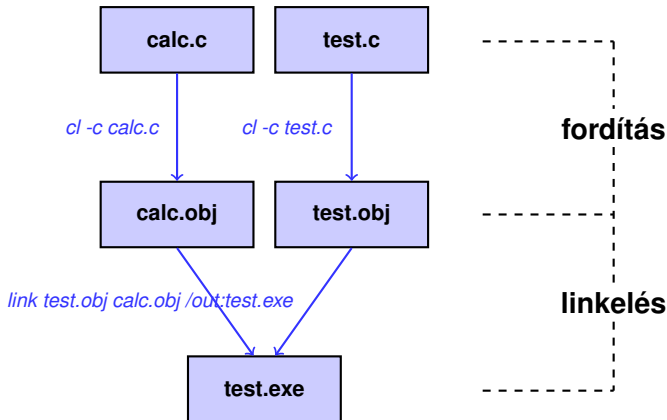 calc.c
test.c
cl -c calc.c
cl -c test.c
fordítás
calc.obj
test.obj
link test.obj calc.obj /out:test.exe
linkelés
test.exe